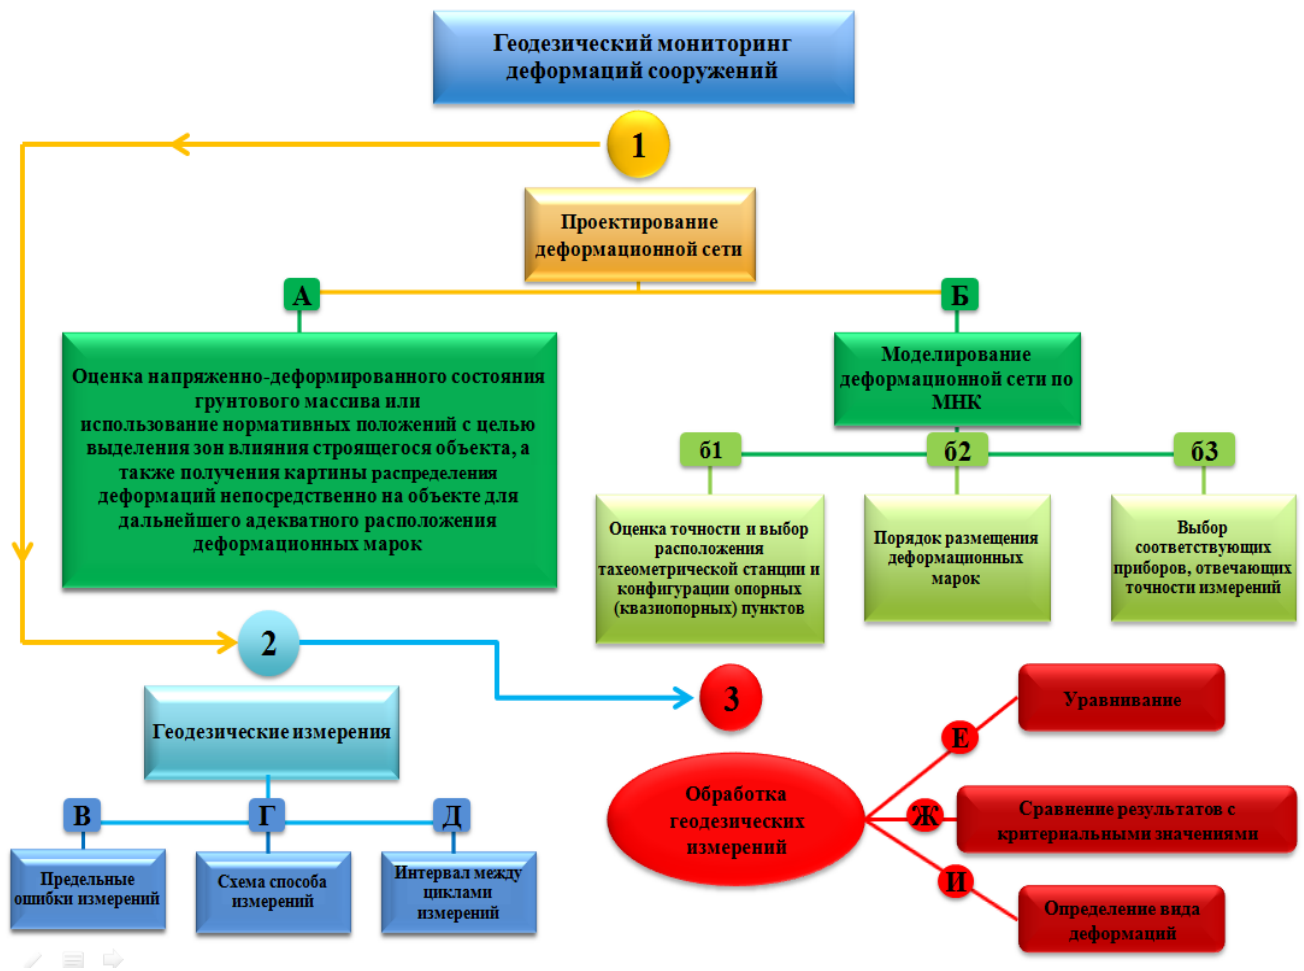 Геодезический мониторинг
деформаций сооружений
1
Проектирование
деформационной сети
А
Б
Оценка напряженно-деформированного состояния
грунтового массива или
использование нормативных положений с целью
выделения зон влияния строящегося объекта, а
также получения картины распределения
деформаций непосредственно на объекте для
дальнейшего адекватного расположения
деформационных марок
Моделирование
деформационной сети по
МНК
б1
б2
б3
Оценка точности и выбор
расположения
тахеометрической станции и
конфигурации опорных
(квазиопорных) пунктов
Порядок размещения
деформационных
марок
Выбор
соответствующих
приборов, отвечающих
точности измерений
2
Геодезические измерения
В
Г
Д
Предельные
ошибки измерений
Схема способа
измерений
Интервал между
циклами
измерений
3
Обработка
геодезических
измерений
Е
Уравнивание
Ж
Сравнение результатов с
критериальными значениями
И
Определение вида
деформаций